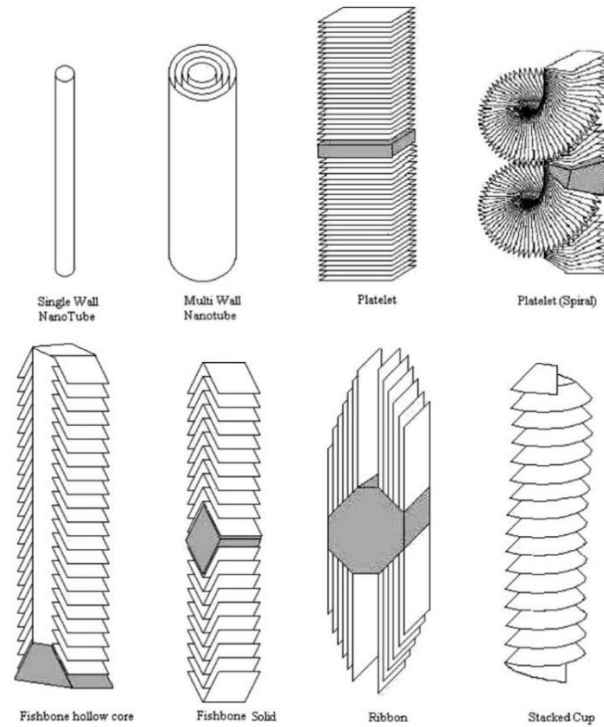 Single Wall
NanoTube
Multi Wall
Nanotube
Platelet
Platelet (Spiral)
Fishbone hollow core
Fishbone Solid
Ribbon
Stacked Cup